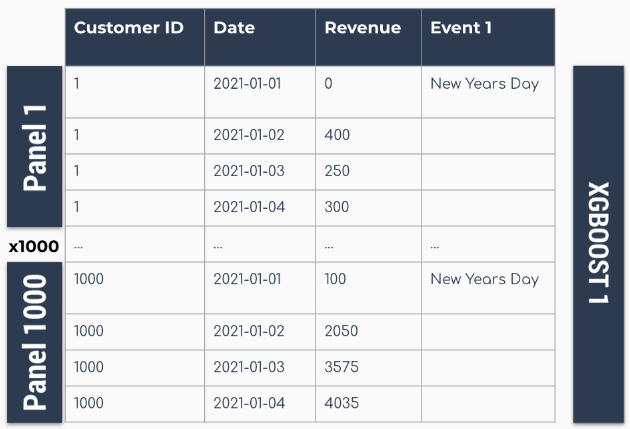 Customer ID Date Revenue Event 1
Panel 1
1 2021-01-01 0 New Years Day
1 2021-01-02 400
1 2021-01-03 250
1 2021-01-04 300
x1000 ... ... ... ...
Panel 1000
1000 2021-01-01 100 New Years Day
1000 2021-01-02 2050
1000 2021-01-03 3575
1000 2021-01-04 4035
XGBOOST 1